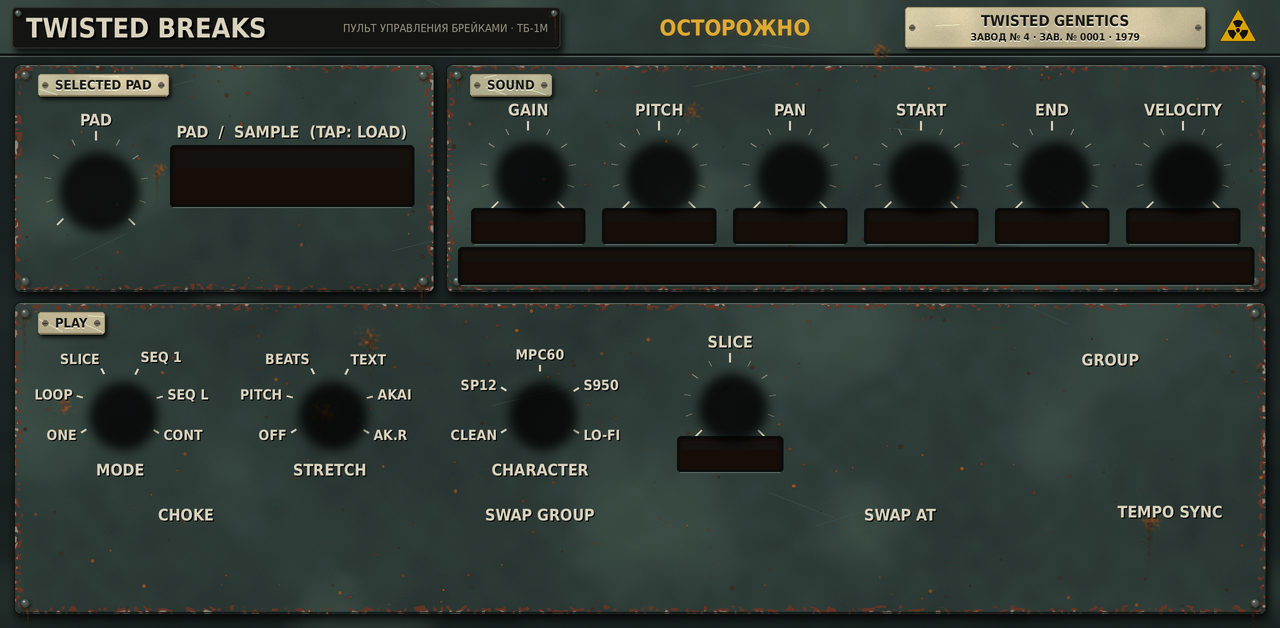 TWISTED BREAKS
ПУЛЬТ УПРАВЛЕНИЯ БРЕЙКАМИ · ТБ-1М
ОСТОРОЖНО
TWISTED GENETICS
ЗАВОД № 4 · ЗАВ. № 0001 · 1979
SELECTED PAD
PAD
PAD / SAMPLE (TAP: LOAD)
SOUND
GAIN
PITCH
PAN
START
END
VELOCITY
PLAY
SLICE
SEQ 1
LOOP
SEQ L
ONE
CONT
MODE
BEATS
TEXT
PITCH
AKAI
OFF
AK.R
STRETCH
MPC60
SP12
S950
CLEAN
LO-FI
CHARACTER
SLICE
GROUP
CHOKE
SWAP GROUP
SWAP AT
TEMPO SYNC